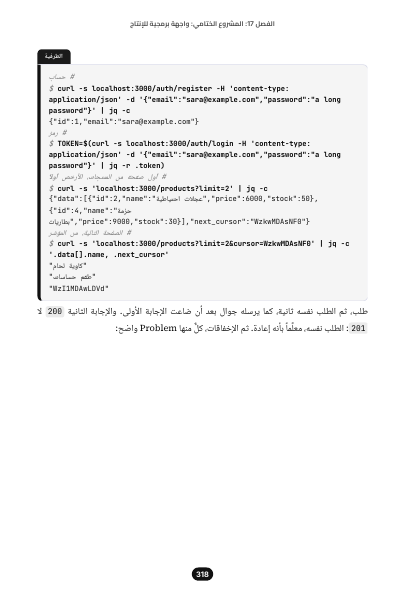 الفصل 17: المشروع الختامي: واجهة برمجية للإنتاج
الطرفية
# حساب
$ curl -s localhost:3000/auth/register -H 'content-type:
application/json' -d '{"email":"sara@example.com","password":"a long
password"}' | jq -c
{"id":1,"email":"sara@example.com"}
# رمز
$ TOKEN=$(curl -s localhost:3000/auth/login -H 'content-type:
application/json' -d '{"email":"sara@example.com","password":"a long
password"}' | jq -r .token)
# أول صفحة من المنتجات، الأرخص أولا
$ curl -s 'localhost:3000/products?limit=2' | jq -c
{"data":[{"id":2,"name":"عجلات احتياطية","price":6000,"stock":50},
{"id":4,"name":"حزمة
بطاريات","price":9000,"stock":30}],"next_cursor":"WzkwMDAsNF0"}
# الصفحة التالية، من المؤشر
$ curl -s 'localhost:3000/products?limit=2&cursor=WzkwMDAsNF0' | jq -c
'.data[].name, .next_cursor'
"كاوية لحام"
"طقم حساسات"
"WzI1MDAwLDVd"
طلب، ثم الطلب نفسه ثانية، كما يرسله جوال بعد أن ضاعت الإجابة الأولى. والإجابة الثانية 200 لا
201: الطلب نفسه، معلَّماً بأنه إعادة. ثم الإخفاقات، كلٌّ منها Problem واضح:
318